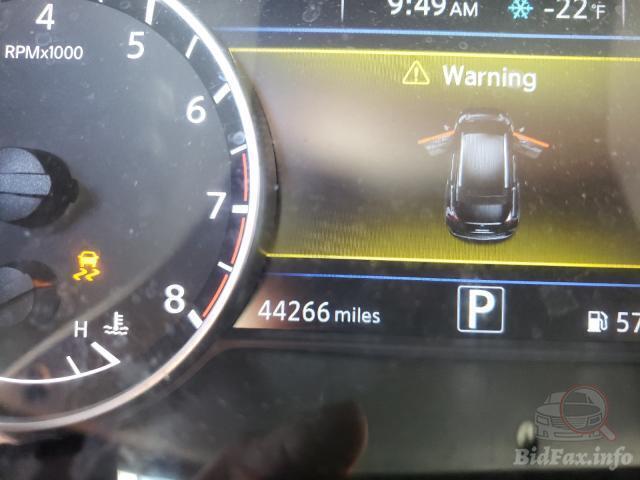 4
5
6
7
8
RPMx1000
H
9:49 AM
-22°F
Warning
44266 miles
P
57
BidFax.info